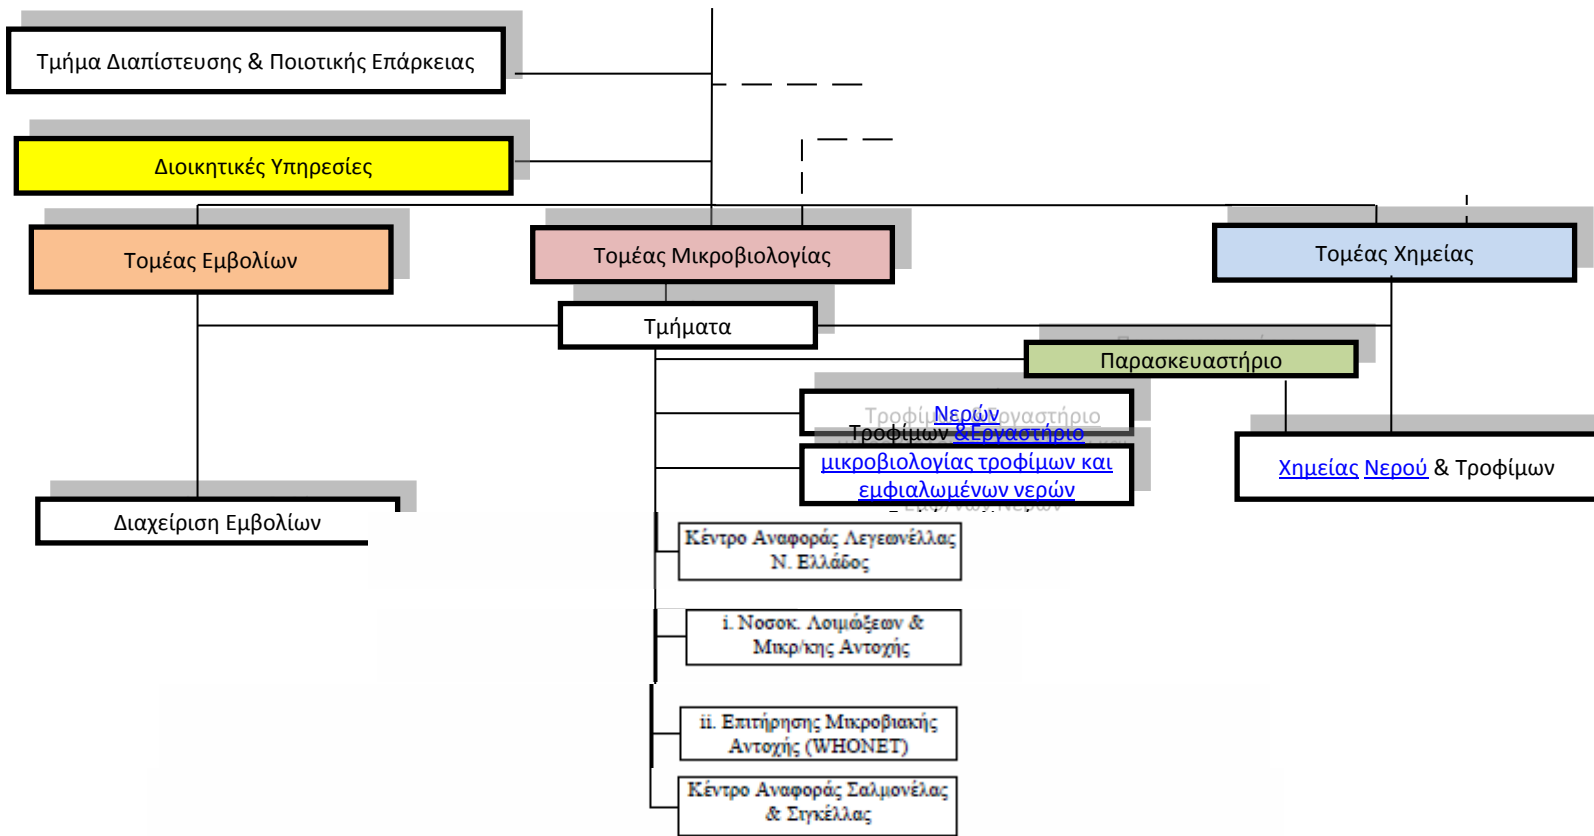 Τμήμα Διαπίστευσης & Ποιοτικής Επάρκειας
Διοικητικές Υπηρεσίες
Τομέας Εμβολίων
Τομέας Μικροβιολογίας
Τομέας Χημείας
Τμήματα
Παρασκευαστήριο
Νερών
Τροφίμων &Εργαστήριο
μικροβιολογίας τροφίμων και
εμφιαλωμένων νερών
Χημείας Νερού & Τροφίμων
Διαχείριση Εμβολίων
Κέντρο Αναφοράς Λεγεωνέλλας
Ν. Ελλάδος
i. Νοσοκ. Λοιμώξεων &
Μικρ/κης Αντοχής
ii. Επιτήρησης Μικροβιακής
Αντοχής (WHONET)
Κέντρο Αναφοράς Σαλμονέλας
& Σιγκέλλας